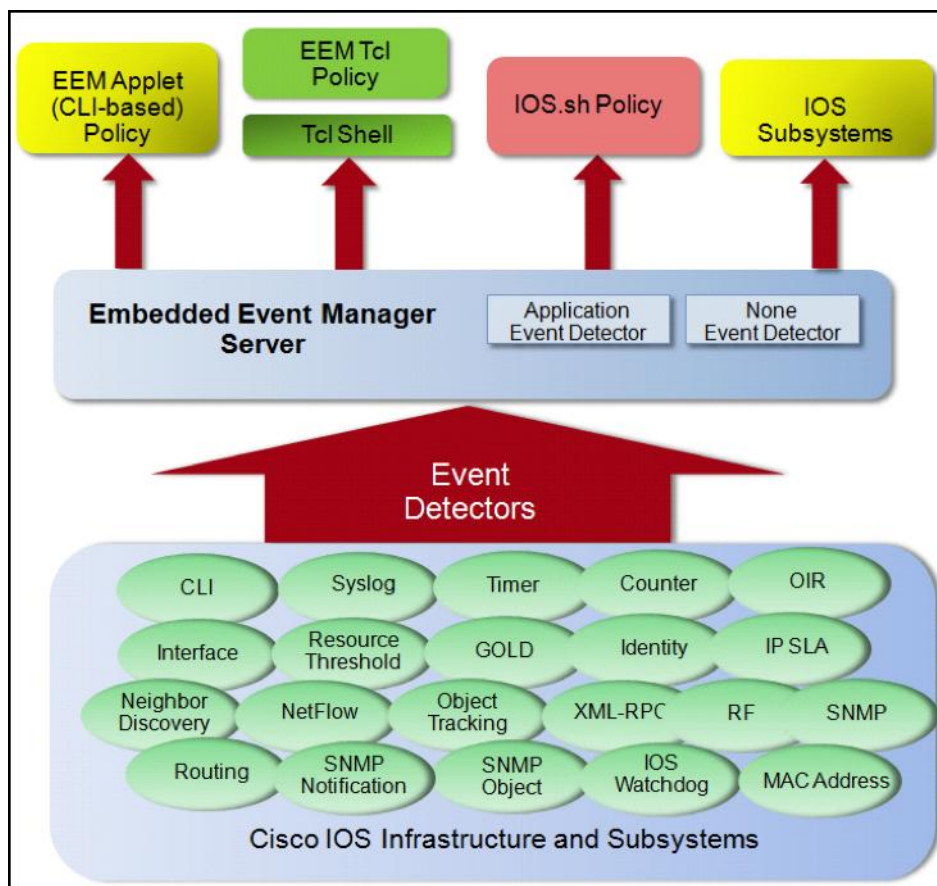 EEM Applet
(CLI-based)
Policy
EEM Tcl
Policy
Tcl Shell
IOS.sh Policy
IOS
Subsystems
Embedded Event Manager
Server
Application
Event Detector
None
Event Detector
Event
Detectors
CLI
Syslog
Timer
Counter
OIR
Interface
Resource
Threshold
GOLD
Identity
IP SLA
Neighbor
Discovery
NetFlow
Object
Tracking
XML-RPC
RF
SNMP
Routing
SNMP
Notification
SNMP
Object
IOS
Watchdog
MAC Address
Cisco IOS Infrastructure and Subsystems